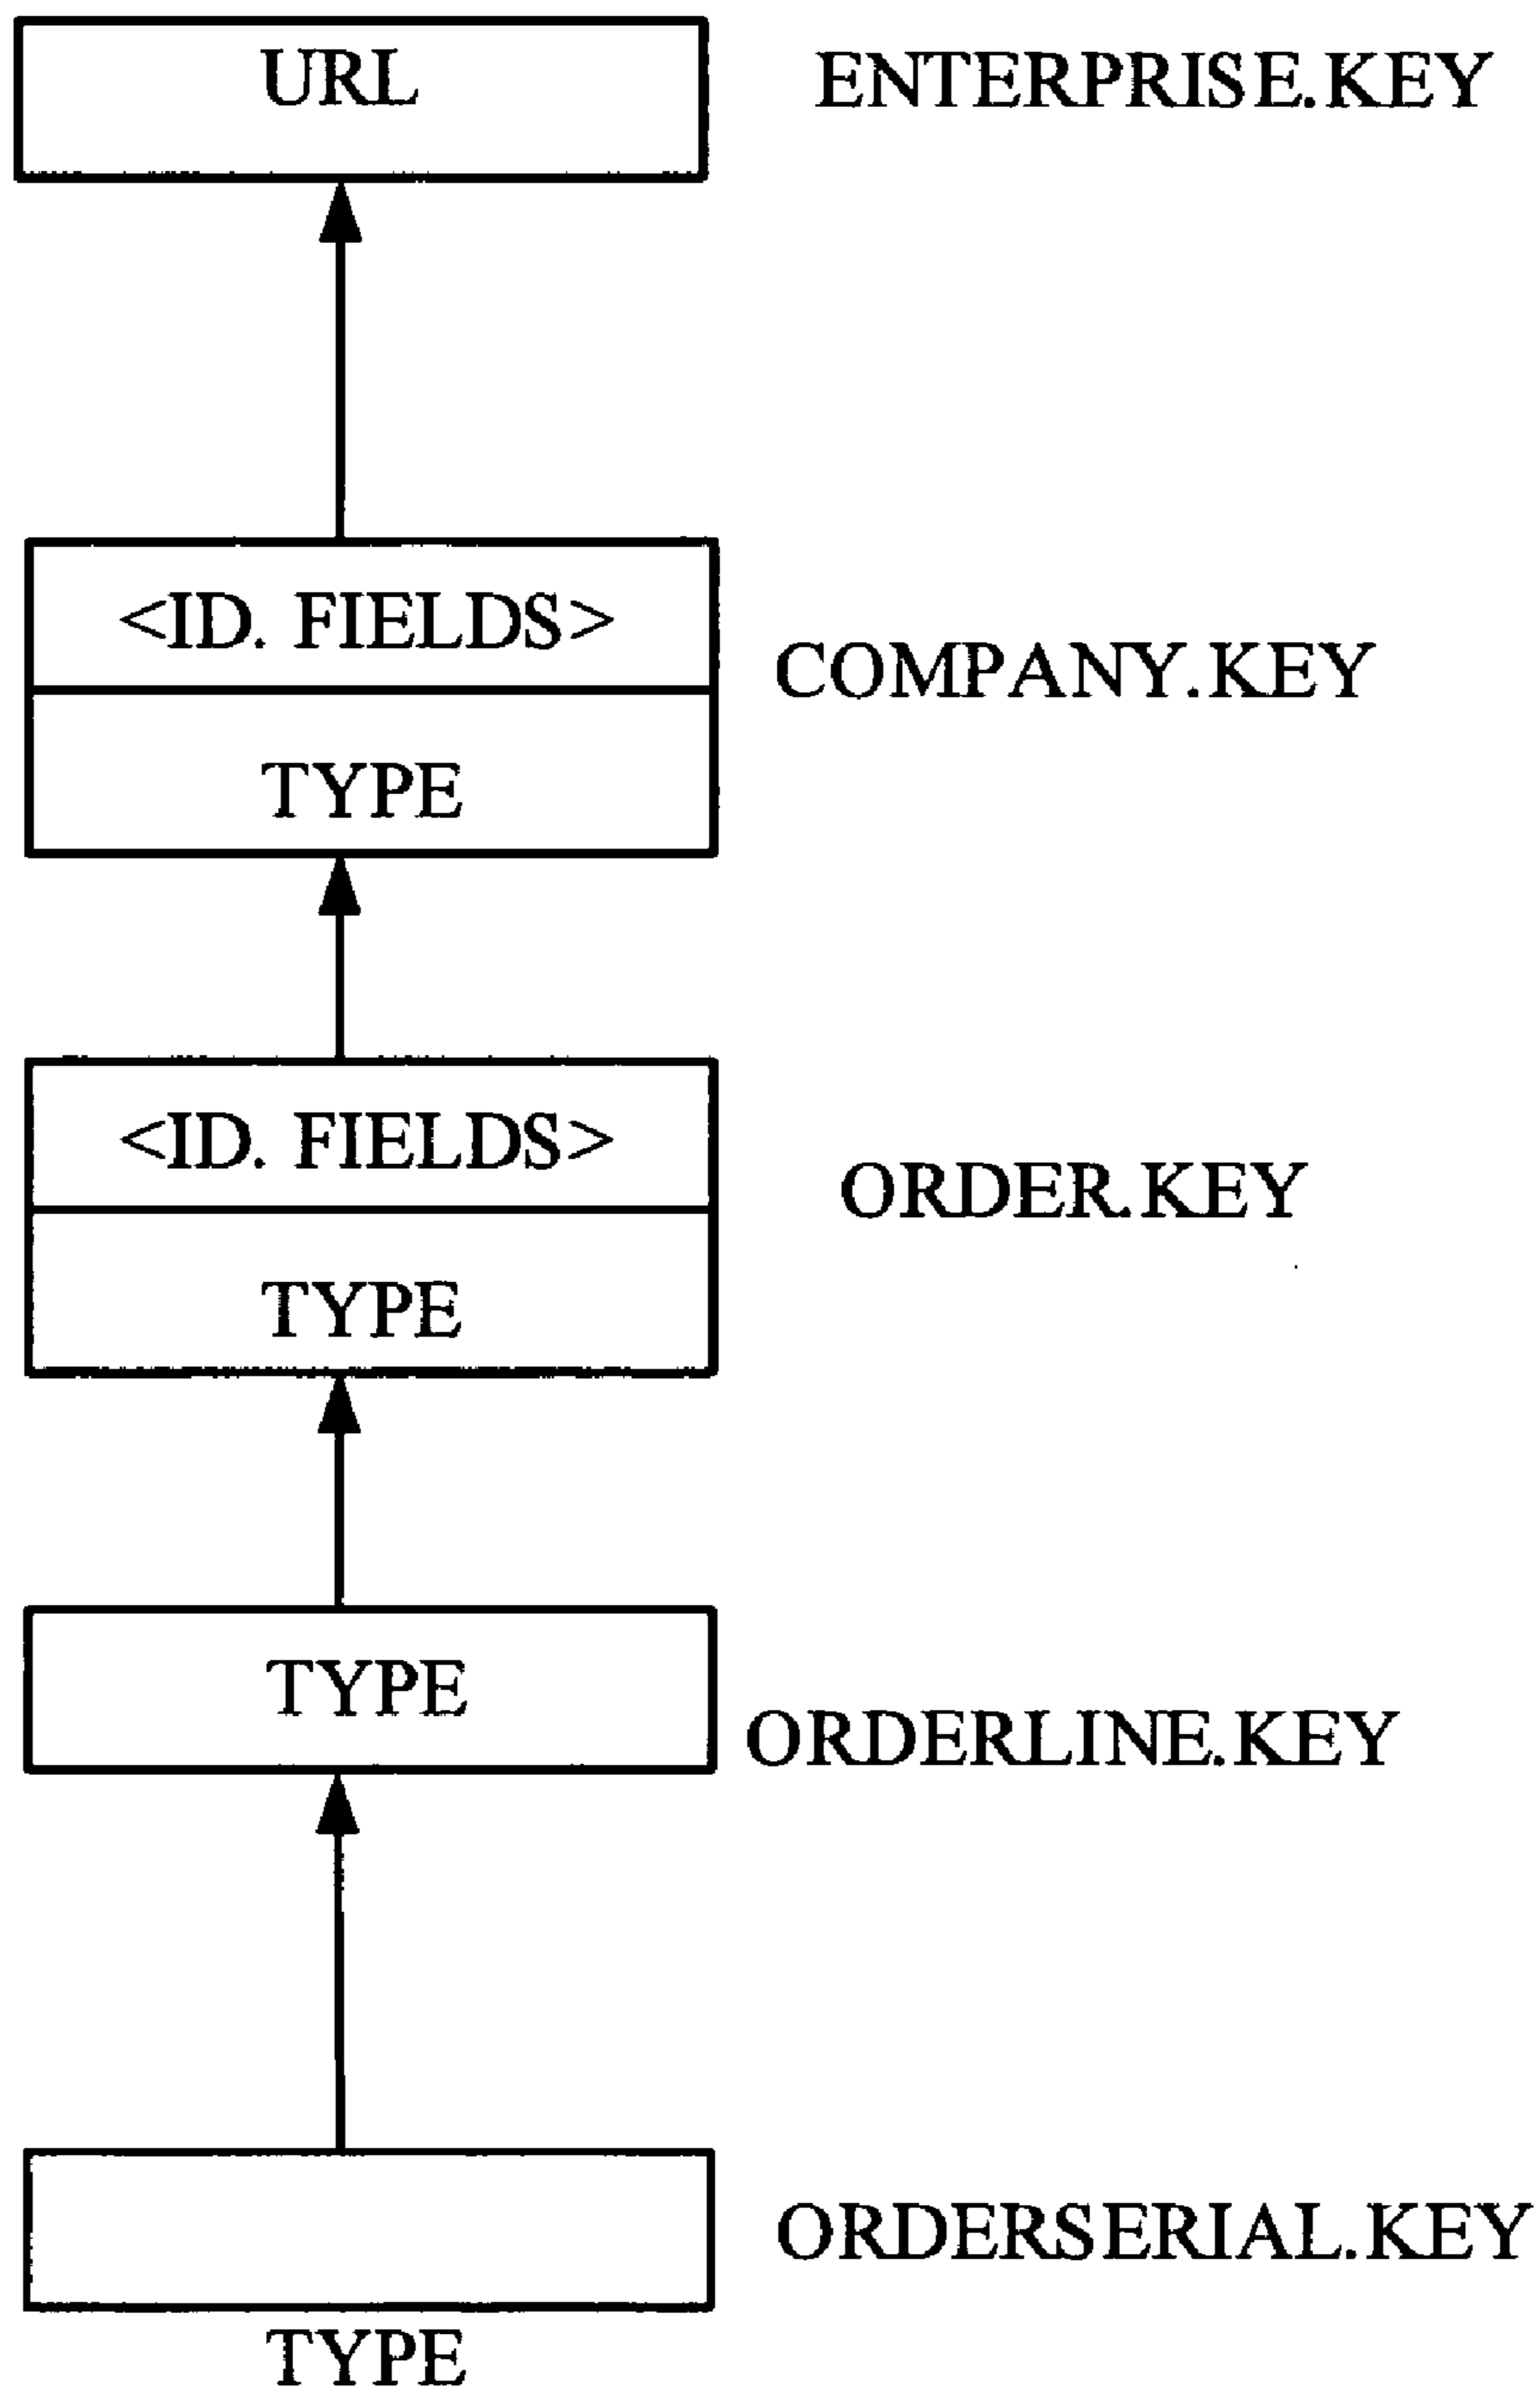 URL
ENTERPRISE.KEY
<ID. FIELDS>
COMPANY.KEY
TYPE
<ID. FIELDS>
ORDER.KEY
TYPE
TYPE
ORDERLINE.KEY
ORDERSERIAL.KEY
TYPE